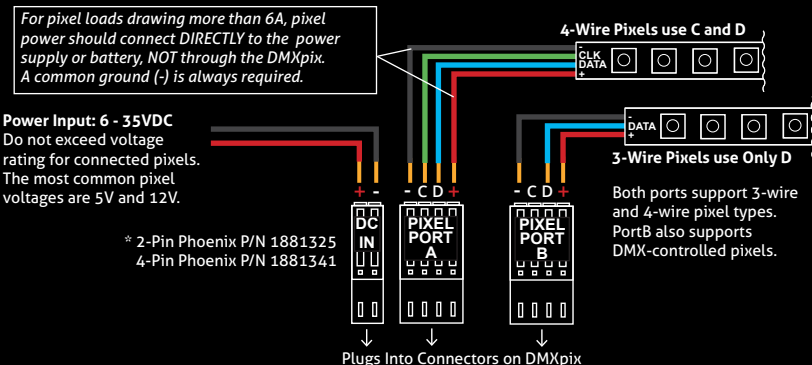 For pixel loads drawing more than 6A, pixel
power should connect DIRECTLY to the power
supply or battery, NOT through the DMXpix.
A common ground (-) is always required.
4-Wire Pixels use C and D
-
CLK
DATA
+
Power Input: 6 - 35VDC
Do not exceed voltage
rating for connected pixels.
The most common pixel
voltages are 5V and 12V.
-
DATA
+
3-Wire Pixels use Only D
Both ports support 3-wire
and 4-wire pixel types.
PortB also supports
DMX-controlled pixels.
+ -
- C D +
- C D +
DC
IN
PIXEL
PORT
A
PIXEL
PORT
B
* 2-Pin Phoenix P/N 1881325
4-Pin Phoenix P/N 1881341
Plugs Into Connectors on DMXpix